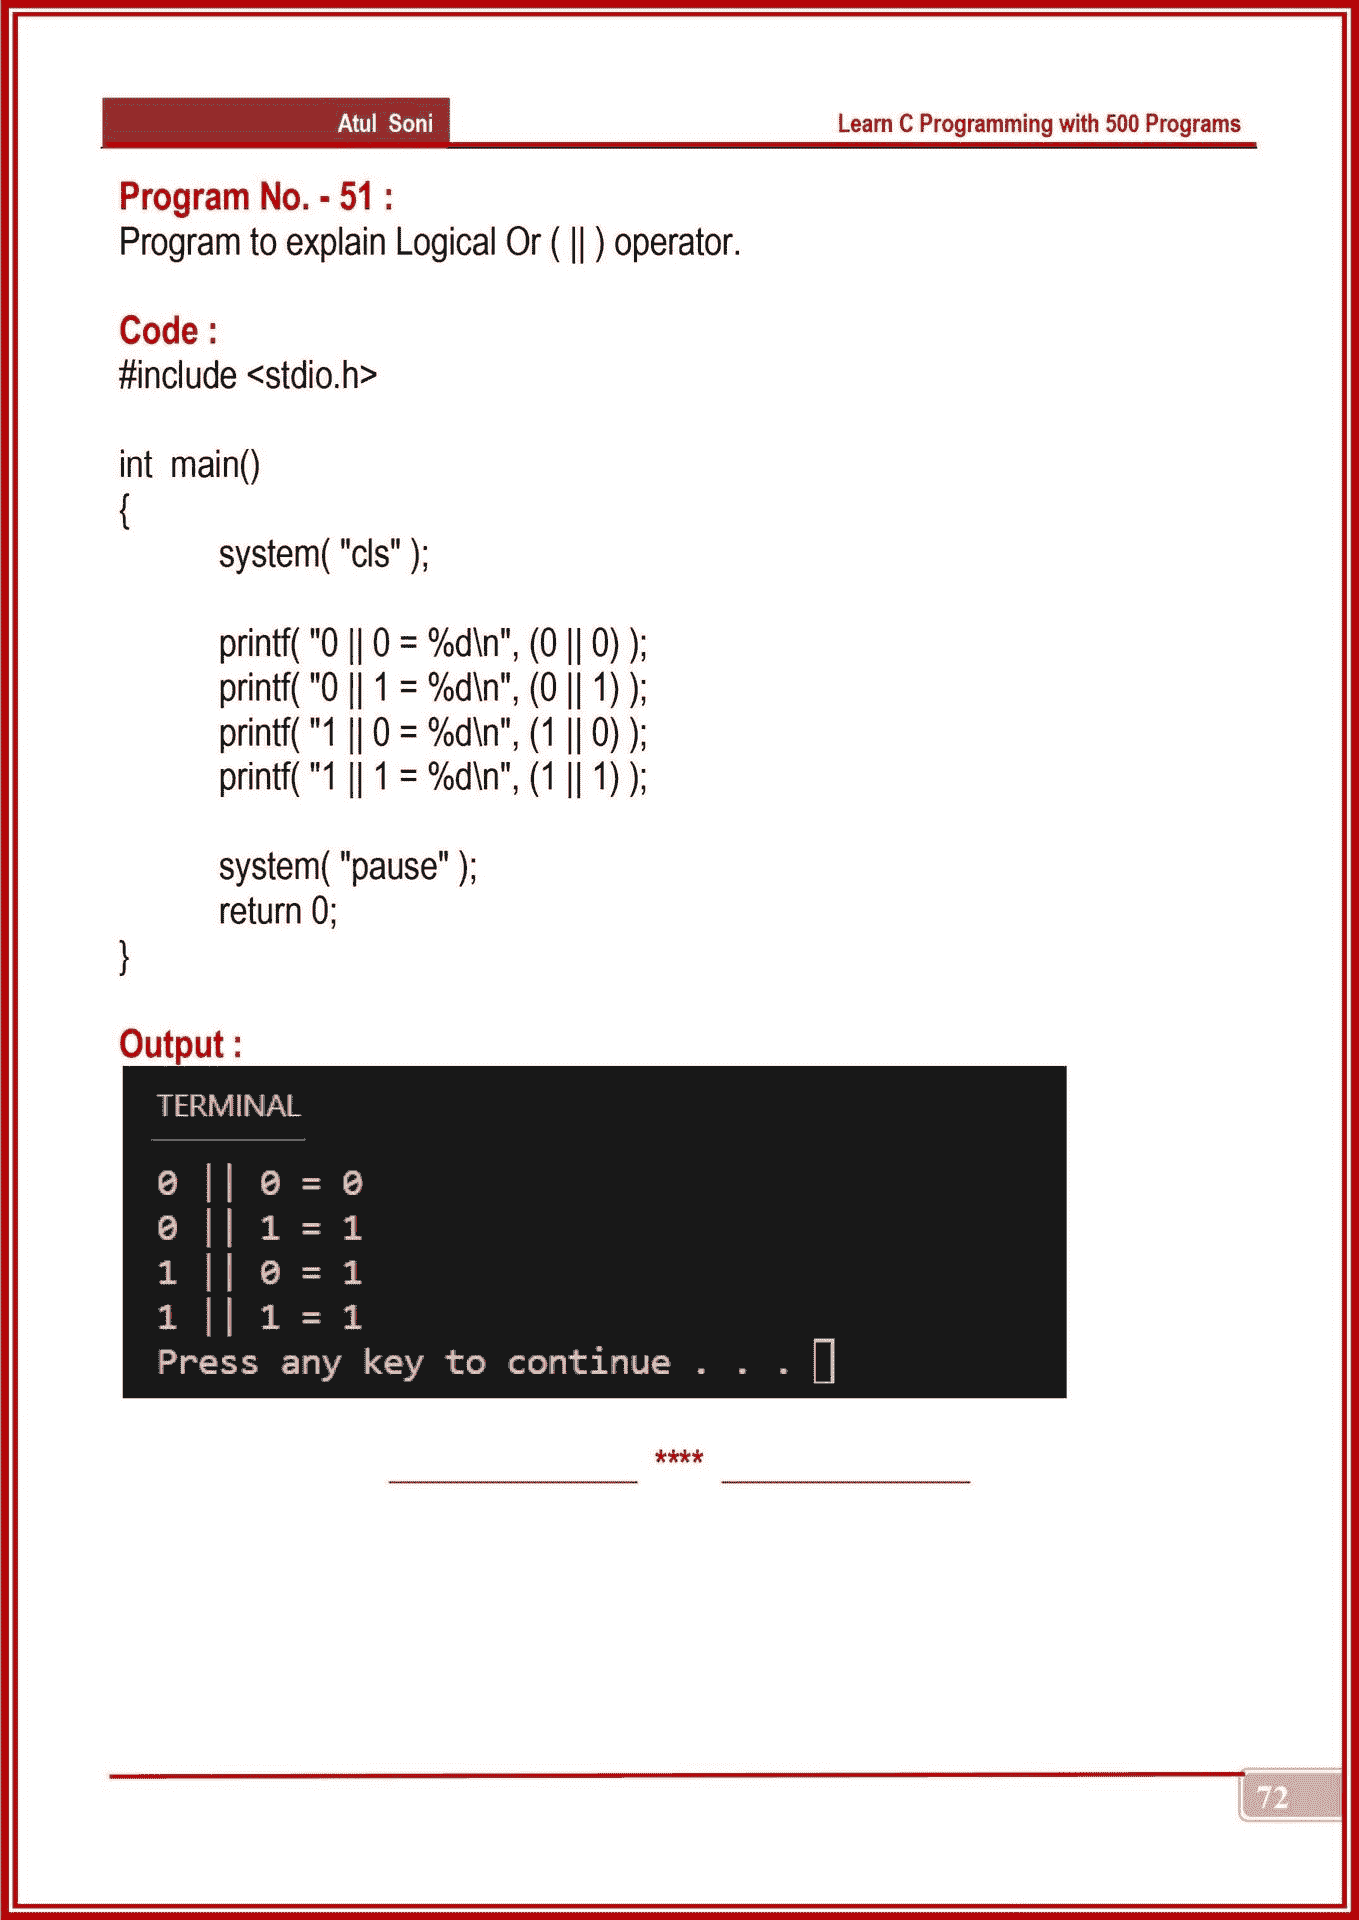 Atul Soni
Learn C Programming with 500 Programs
Program No. - 51 :
Program to explain Logical Or ( || ) operator.
Code :
#include <stdio.h>
int main()
{
system( "cls" );
printf( "0 || 0 = %d\n", (0 || 0) );
printf( "0 || 1 = %d\n", (0 || 1) );
printf( "1 || 0 = %d\n", (1 || 0) );
printf( "1 || 1 = %d\n", (1 || 1) );
system( "pause" );
return 0;
}
Output :
TERMINAL
0 || 0 = 0
0 || 1 = 1
1 || 0 = 1
1 || 1 = 1
Press any key to continue . . .
****
72